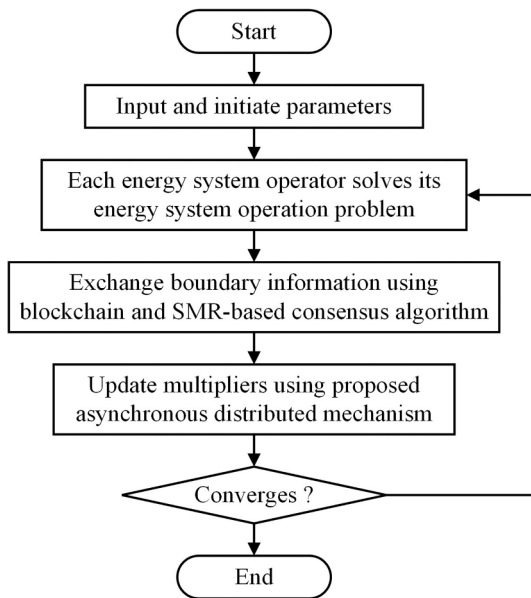 Start
Input and initiate parameters
Each energy system operator solves its
energy system operation problem
Exchange boundary information using
blockchain and SMR-based consensus algorithm
Update multipliers using proposed
asynchronous distributed mechanism
Converges ?
End